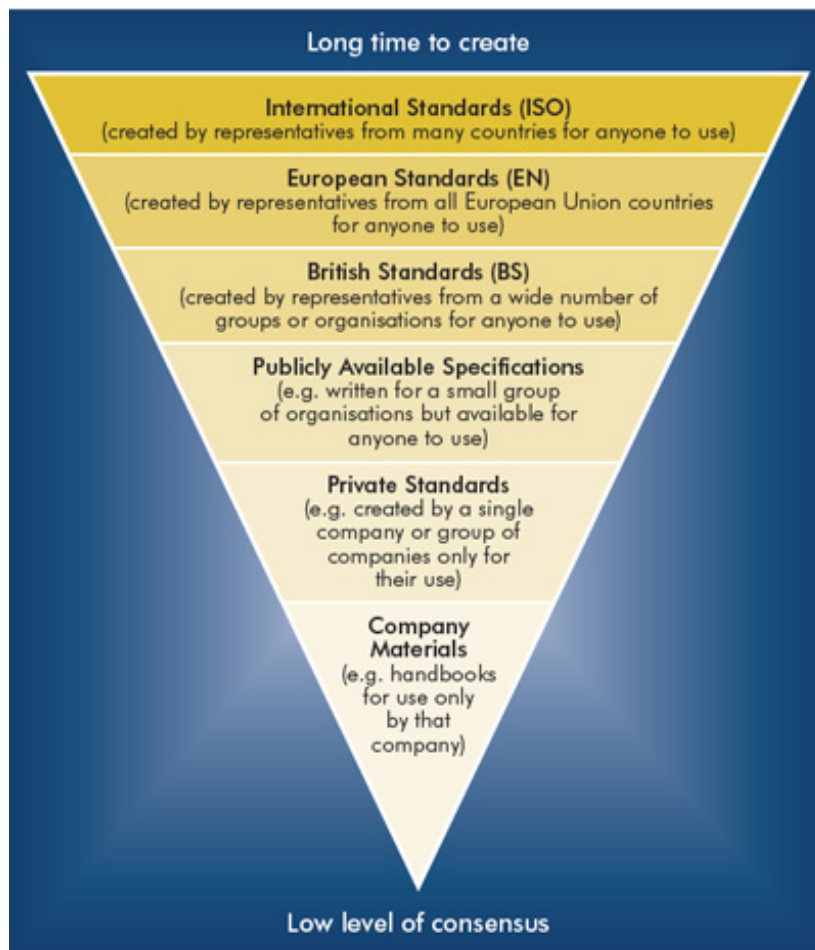 Long time to create
International Standards (ISO)
(created by representatives from many countries for anyone to use)
European Standards (EN)
(created by representatives from all European Union countries
for anyone to use)
British Standards (BS)
(created by representatives from a wide number of
groups or organisations for anyone to use)
Publicly Available Specifications
(e.g. written for a small group
of organisations but available for
anyone to use)
Private Standards
(e.g. created by a single
company or group of
companies only for
their use)
Company
Materials
(e.g. handbooks
for use only
by that
company)
Low level of consensus